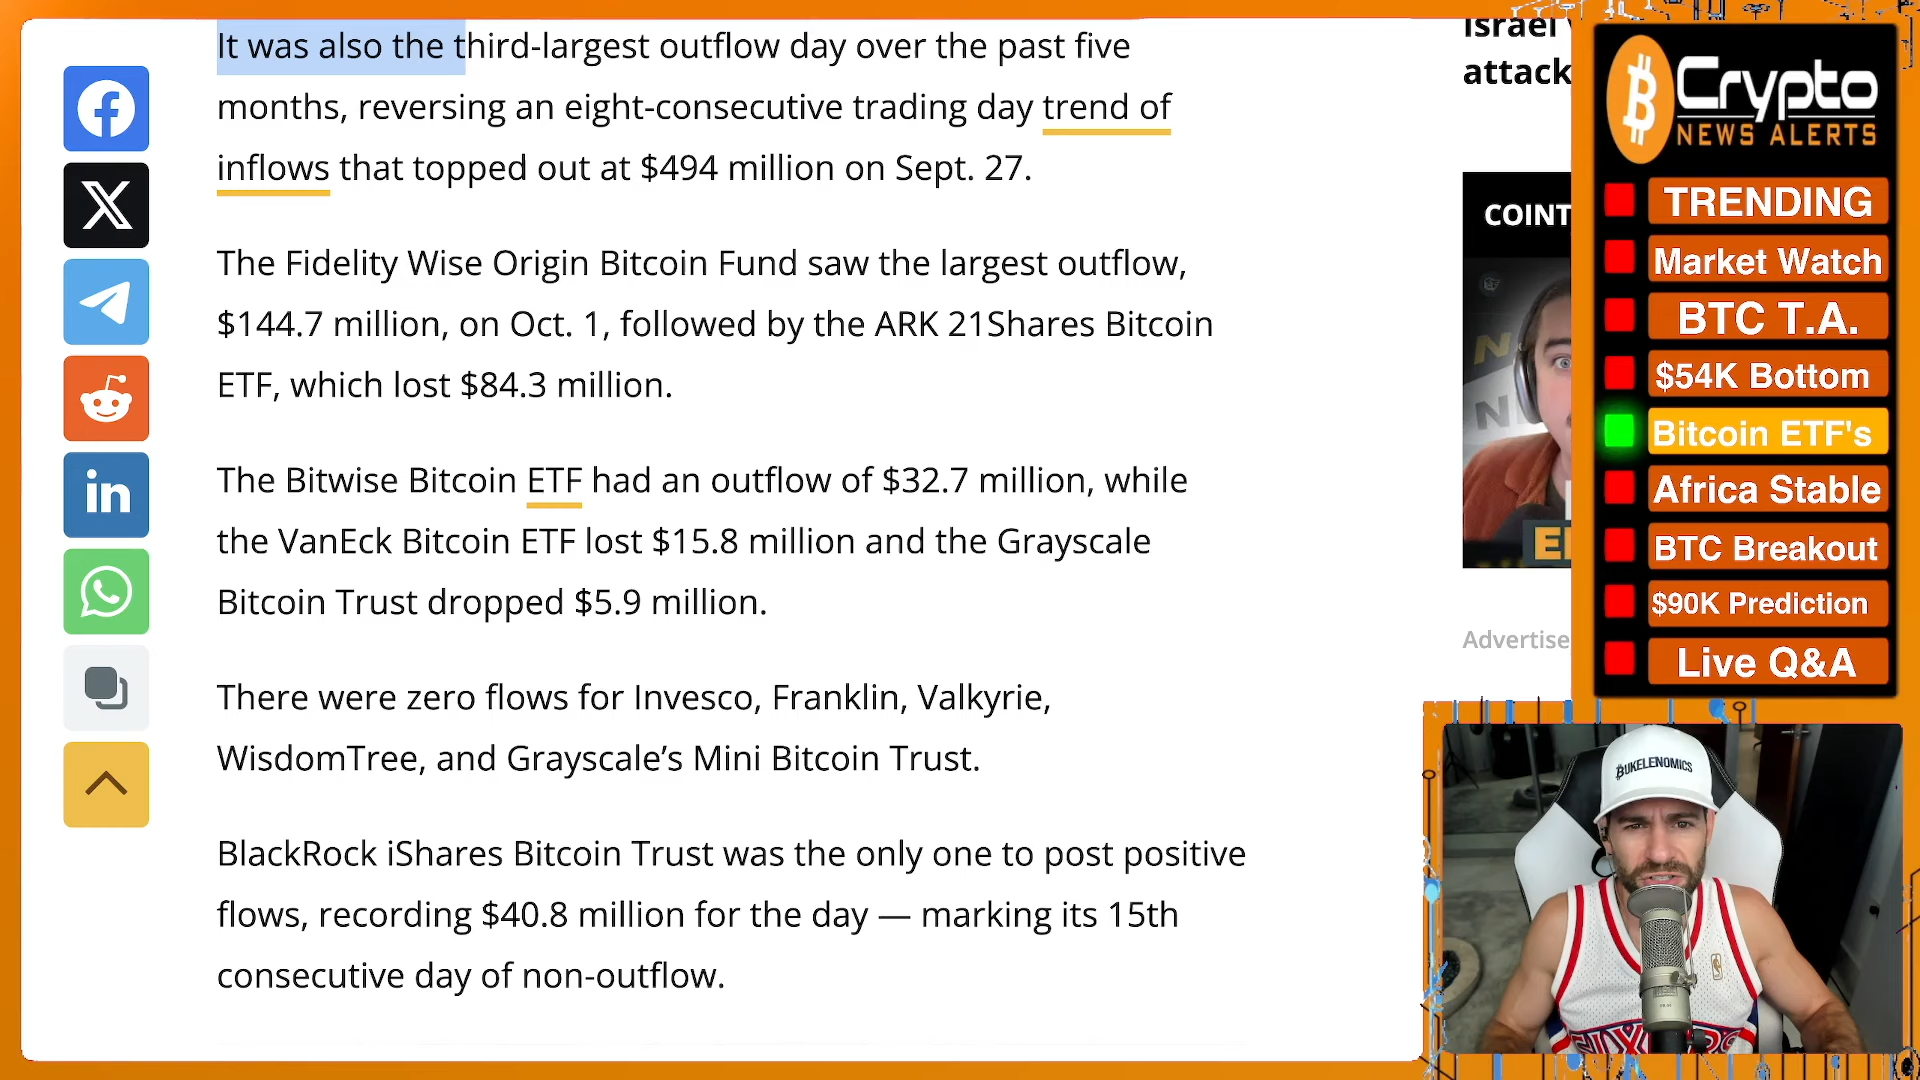 It was also the third-largest outflow day over the past five
months, reversing an eight-consecutive trading day trend of
inflows that topped out at $494 million on Sept. 27.
The Fidelity Wise Origin Bitcoin Fund saw the largest outflow,
$144.7 million, on Oct. 1, followed by the ARK 21Shares Bitcoin
ETF, which lost $84.3 million.
The Bitwise Bitcoin ETF had an outflow of $32.7 million, while
the VanEck Bitcoin ETF lost $15.8 million and the Grayscale
Bitcoin Trust dropped $5.9 million.
There were zero flows for Invesco, Franklin, Valkyrie,
WisdomTree, and Grayscale’s Mini Bitcoin Trust.
BlackRock iShares Bitcoin Trust was the only one to post positive
flows, recording $40.8 million for the day — marking its 15th
consecutive day of non-outflow.
Israel
attack
COINT
Advertise
Crypto
NEWS ALERTS
TRENDING
Market Watch
BTC T.A.
$54K Bottom
Bitcoin ETF's
Africa Stable
BTC Breakout
$90K Prediction
Live Q&A
BUKELENOMICS